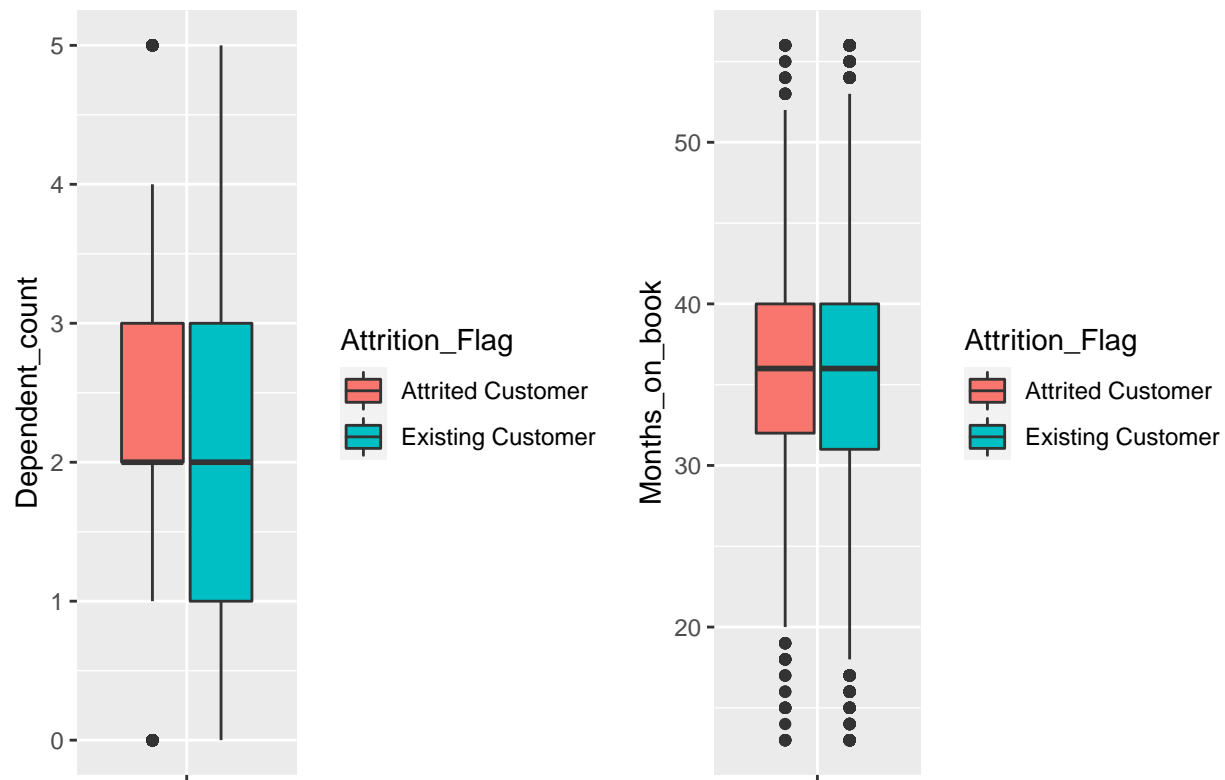 Dependent_count
5
4
3
2
1
0
Attrition_Flag
Attrited Customer
Existing Customer
Months_on_book
50
40
30
20
Attrition_Flag
Attrited Customer
Existing Customer